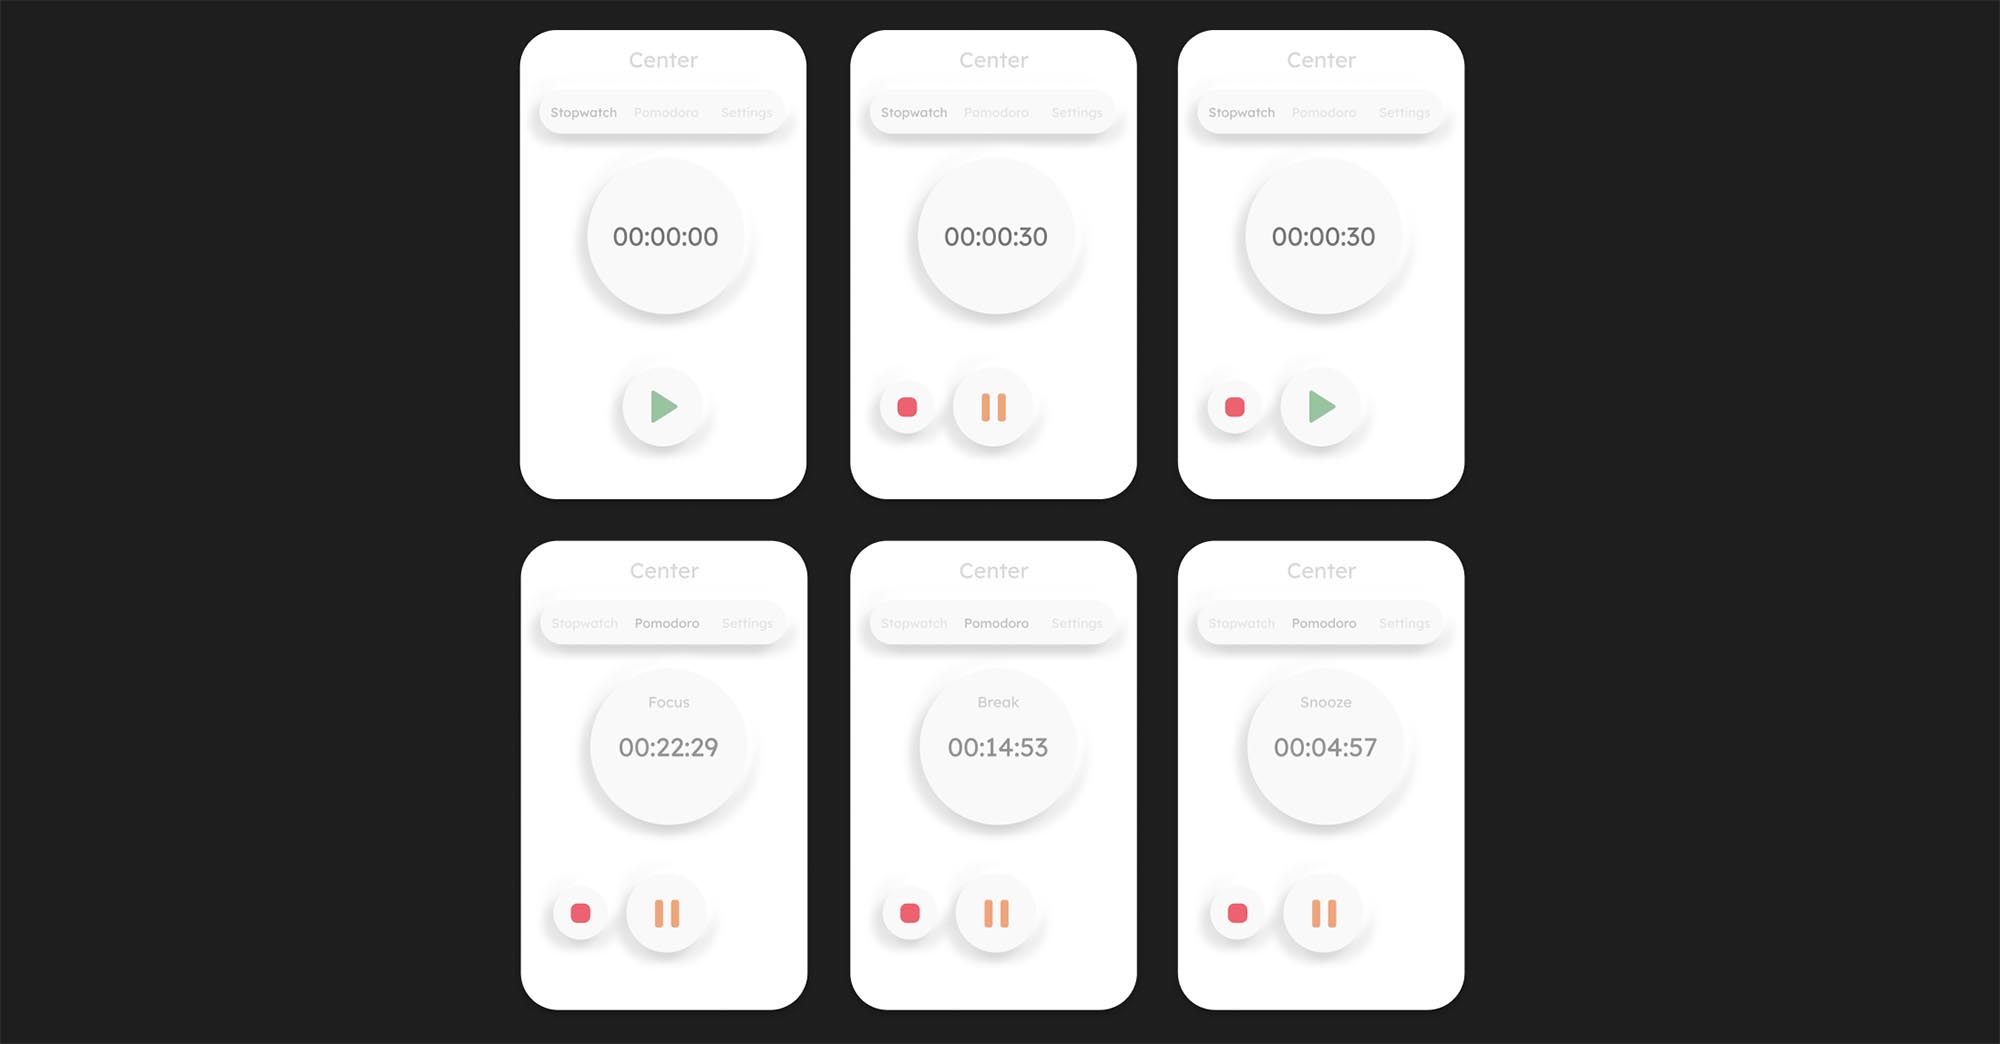 Center
Stopwatch Pomodoro Settings
00:00:00
Center
Stopwatch Pomodoro Settings
00:00:30
Center
Stopwatch Pomodoro Settings
00:00:30
Center
Stopwatch Pomodoro Settings
Focus
00:22:29
Center
Stopwatch Pomodoro Settings
Break
00:14:53
Center
Stopwatch Pomodoro Settings
Snooze
00:04:57